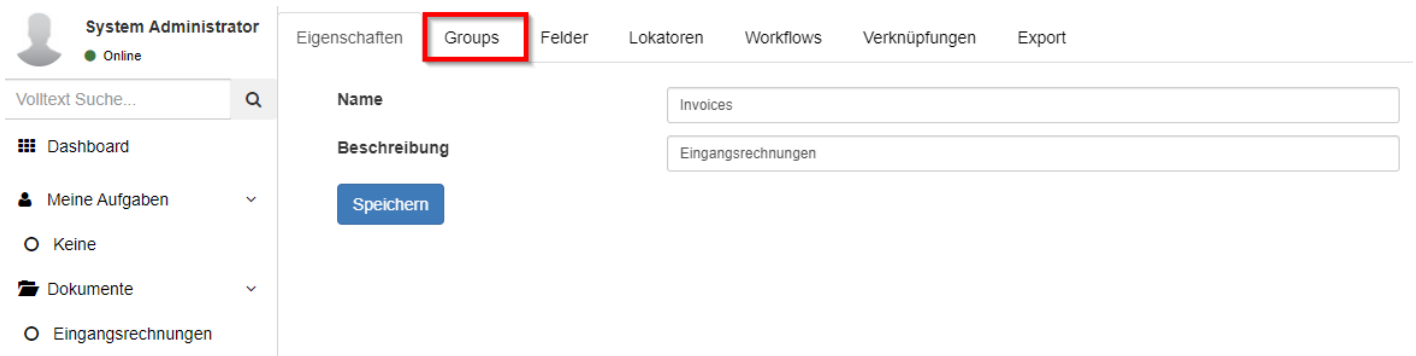 System Administrator
Online
Volltext Suche...
Dashboard
Meine Aufgaben
Keine
Dokumente
Eingangsrechnungen
Eigenschaften Groups Felder Lokatoren Workflows Verknüpfungen Export
Name Invoices
Beschreibung Eingangsrechnungen
Speichern